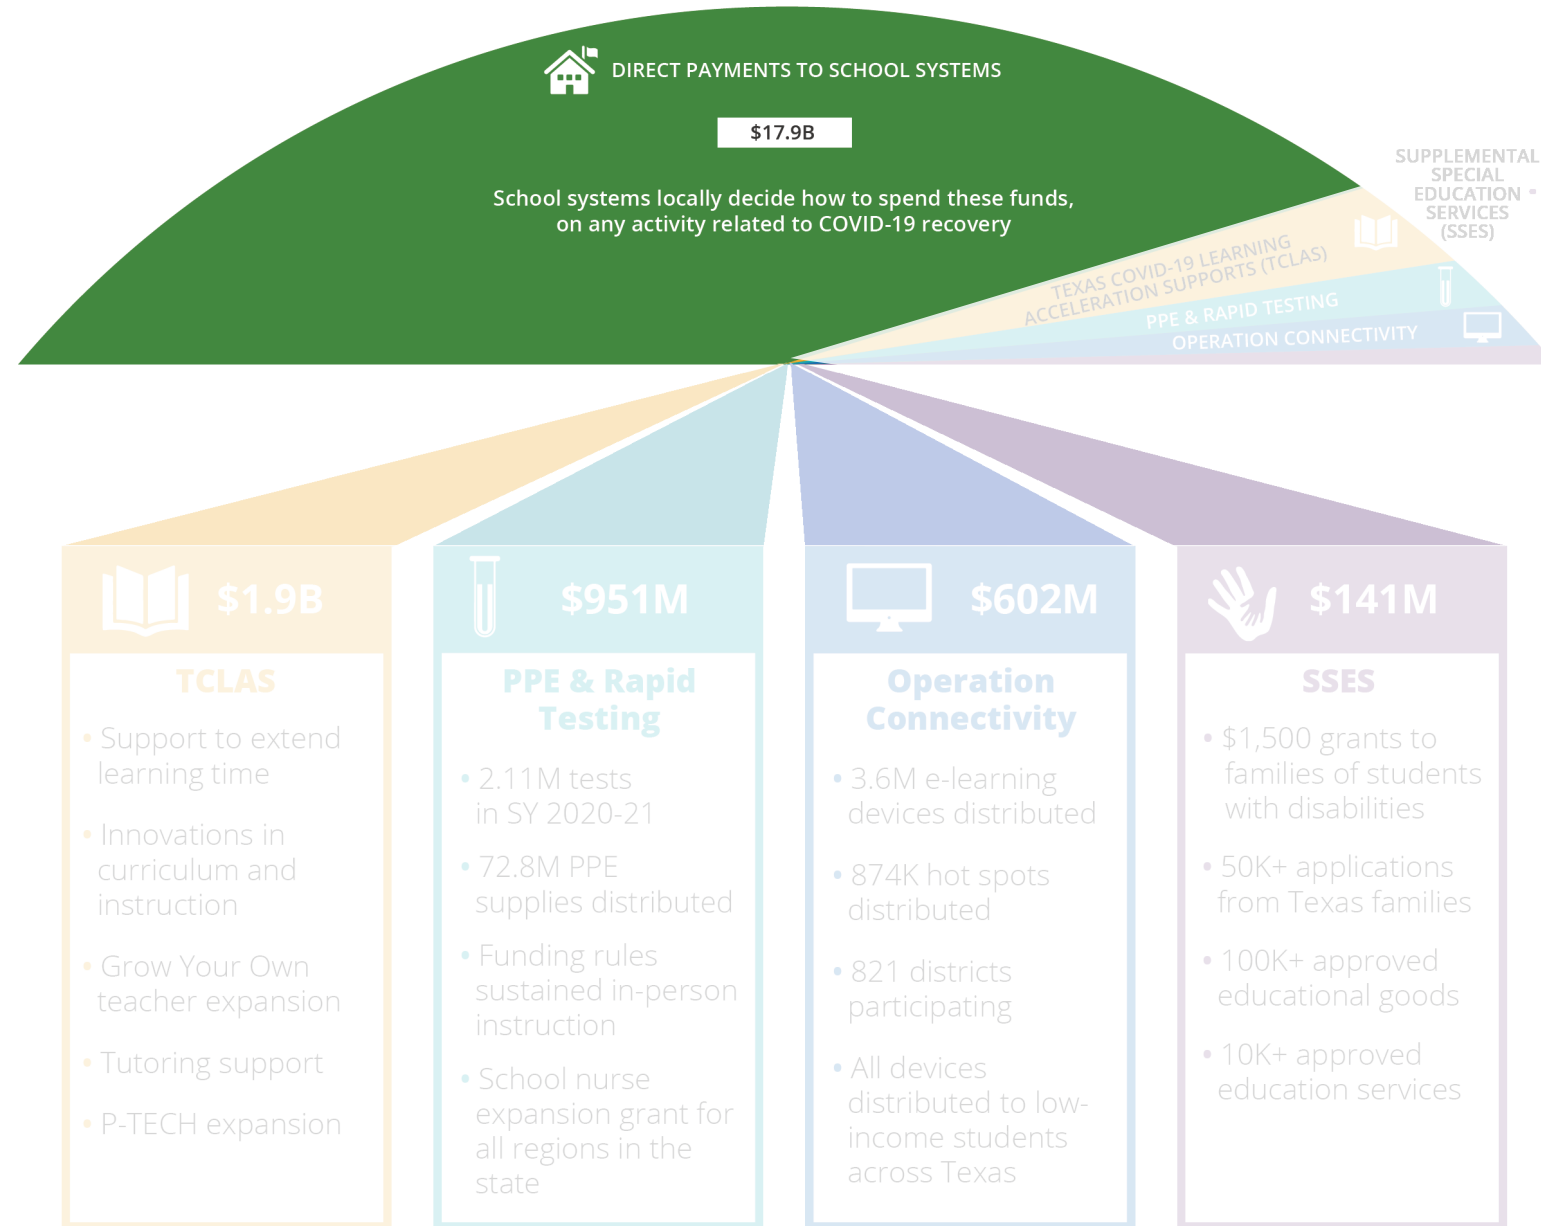 DIRECT PAYMENTS TO SCHOOL SYSTEMS
$17.9B
School systems locally decide how to spend these funds,
on any activity related to COVID-19 recovery
SUPPLEMENTAL
SPECIAL
EDUCATION
SERVICES
(SSES)
TEXAS COVID-19 LEARNING
ACCELERATION SUPPORTS (TCLAS)
PPE & RAPID TESTING
OPERATION CONNECTIVITY
$1.9B
TCLAS
• Support to extend
learning time
• Innovations in
curriculum and
instruction
• Grow Your Own
teacher expansion
• Tutoring support
• P-TECH expansion
$951M
PPE & Rapid
Testing
• 2.11M tests
in SY 2020-21
• 72.8M PPE
supplies distributed
• Funding rules
sustained in-person
instruction
• School nurse
expansion grant for
all regions in the
state
$602M
Operation
Connectivity
• 3.6M e-learning
devices distributed
• 874K hot spots
distributed
• 821 districts
participating
• All devices
distributed to low-
income students
across Texas
$141M
SSES
• $1,500 grants to
families of students
with disabilities
• 50K+ applications
from Texas families
• 100K+ approved
educational goods
• 10K+ approved
education services